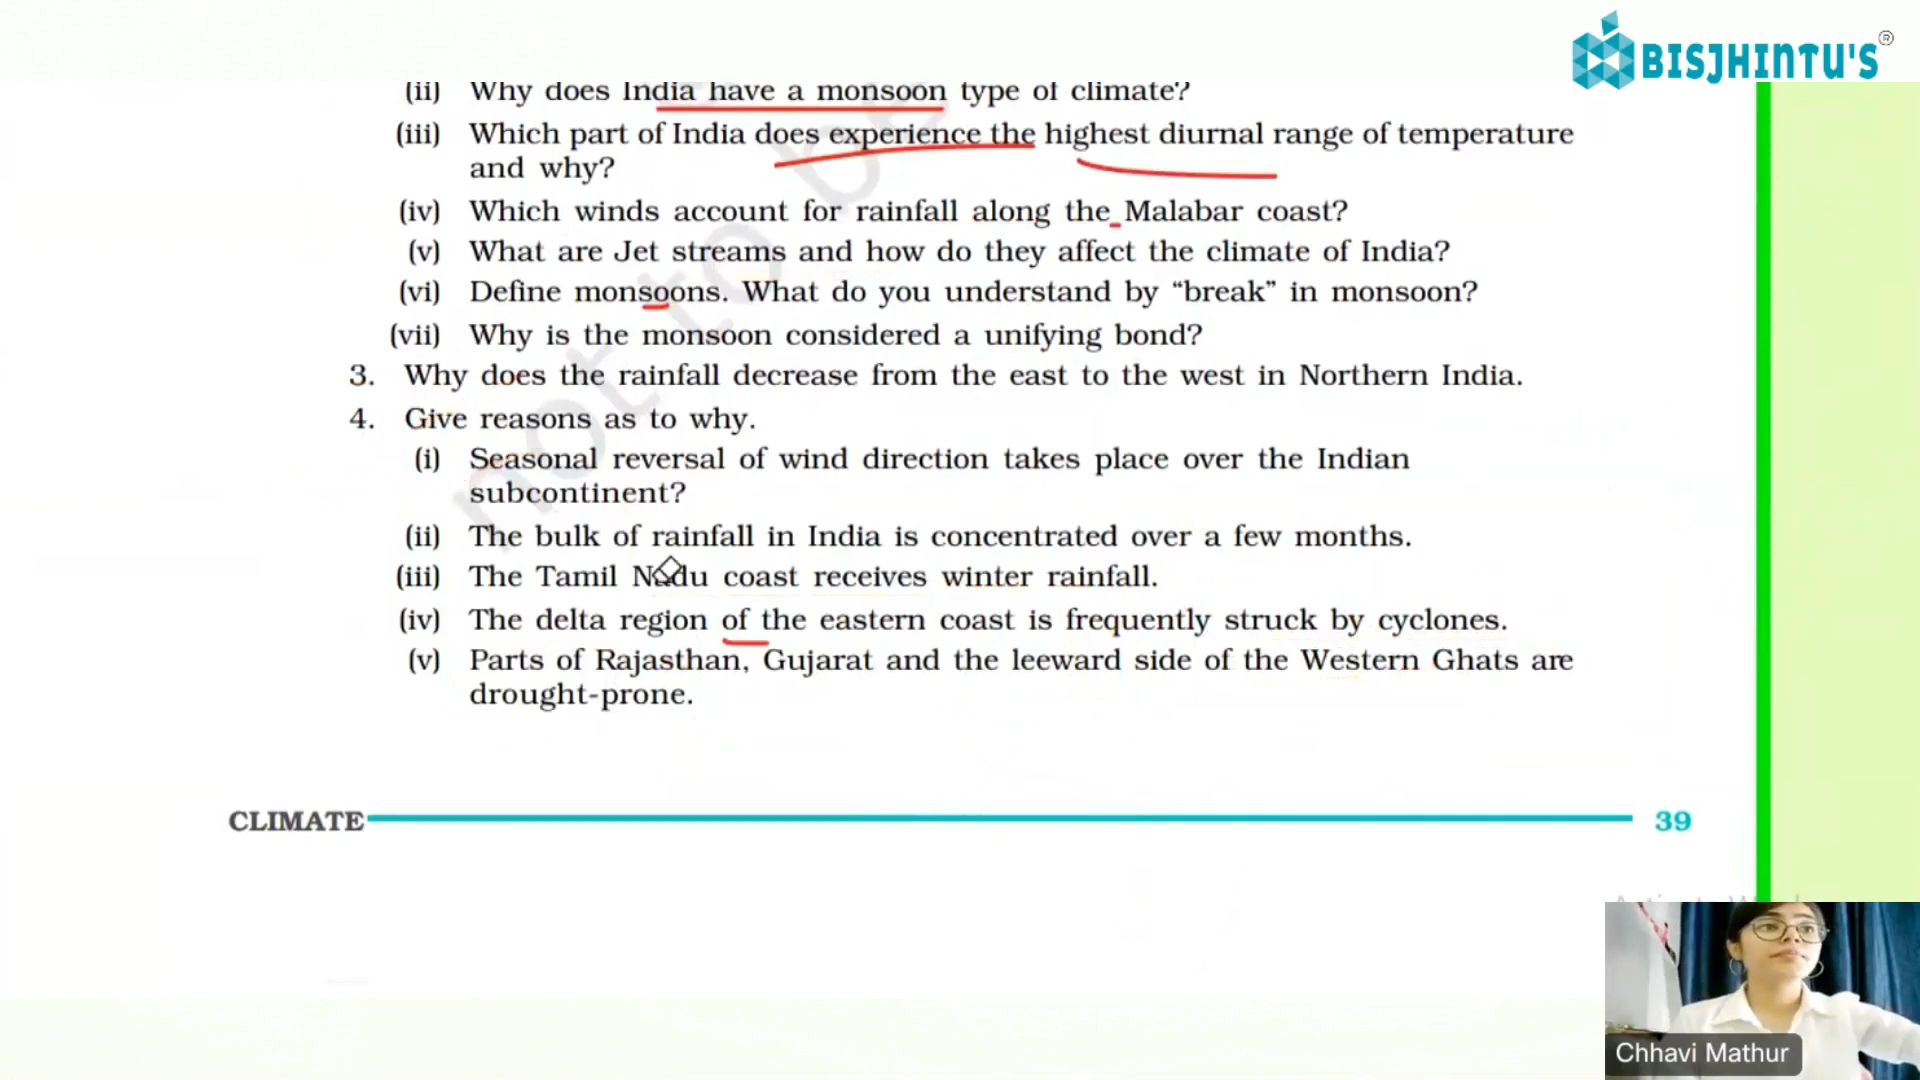 BISJHINTU'S®
(ii) Why does India have a monsoon type of climate?
(iii) Which part of India does experience the highest diurnal range of temperature
and why?
(iv) Which winds account for rainfall along the Malabar coast?
(v) What are Jet streams and how do they affect the climate of India?
(vi) Define monsoons. What do you understand by “break” in monsoon?
(vii) Why is the monsoon considered a unifying bond?
3. Why does the rainfall decrease from the east to the west in Northern India.
4. Give reasons as to why.
(i) Seasonal reversal of wind direction takes place over the Indian
subcontinent?
(ii) The bulk of rainfall in India is concentrated over a few months.
(iii) The Tamil Nadu coast receives winter rainfall.
(iv) The delta region of the eastern coast is frequently struck by cyclones.
(v) Parts of Rajasthan, Gujarat and the leeward side of the Western Ghats are
drought-prone.
not to be
CLIMATE 39
Chhavi Mathur